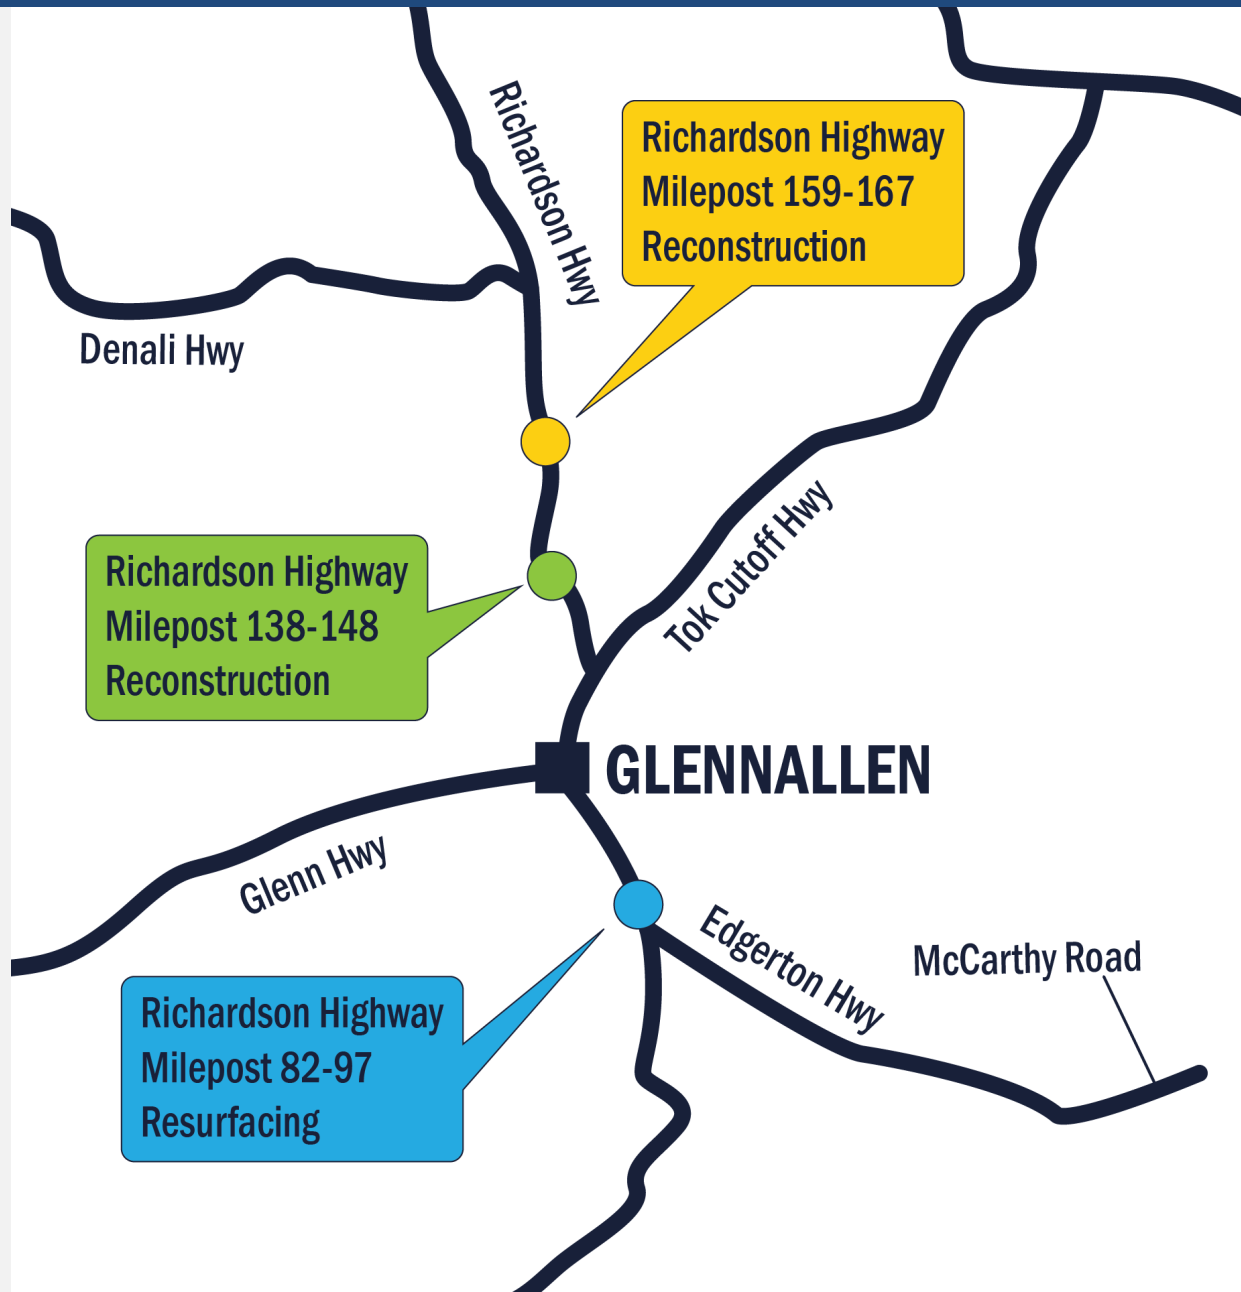 Richardson Hwy
Richardson Highway
Milepost 159-167
Reconstruction
Denali Hwy
Tok Cutoff Hwy
Richardson Highway
Milepost 138-148
Reconstruction
GLENNALLEN
Glenn Hwy
Edgerton Hwy
McCarthy Road
Richardson Highway
Milepost 82-97
Resurfacing